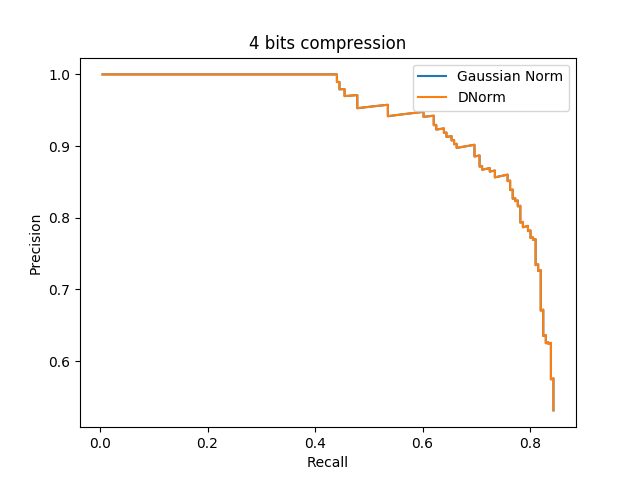 4 bits compression
Gaussian Norm
DNorm
1.0
0.9
0.8
0.7
0.6
Precision
0.0 0.2 0.4 0.6 0.8
Recall